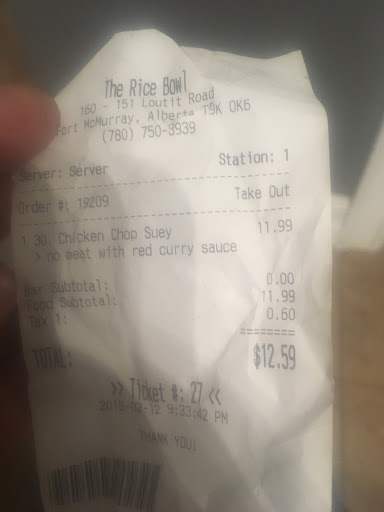 The Rice Bowl
160 - 151 Loutit Road
Fort McMurray, Alberta T9K 0K6
(780) 750-3939
Server: Server Station: 1
Order #: 19209 Take Out
1 30. Chicken Chop Suey 11.99
> no meat with red curry sauce
Bar Subtotal: 0.00
Food Subtotal: 11.99
Tax 1: 0.60
========
TOTAL: $12.59
>> Ticket #: 27 <<
2018-02-12 9:33:42 PM
THANK YOU!